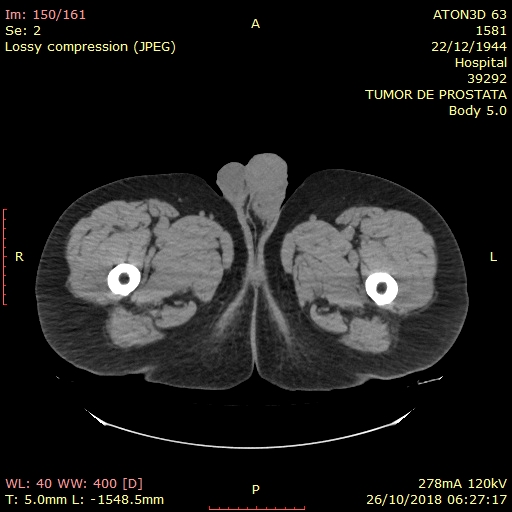 Im: 150/161
Se: 2
Lossy compression (JPEG)
A
ATON3D 63
1581
22/12/1944
Hospital
39292
TUMOR DE PROSTATA
Body 5.0
R
L
WL: 40 WW: 400 [D]
T: 5.0mm L: -1548.5mm
P
278mA 120kV
26/10/2018 06:27:17